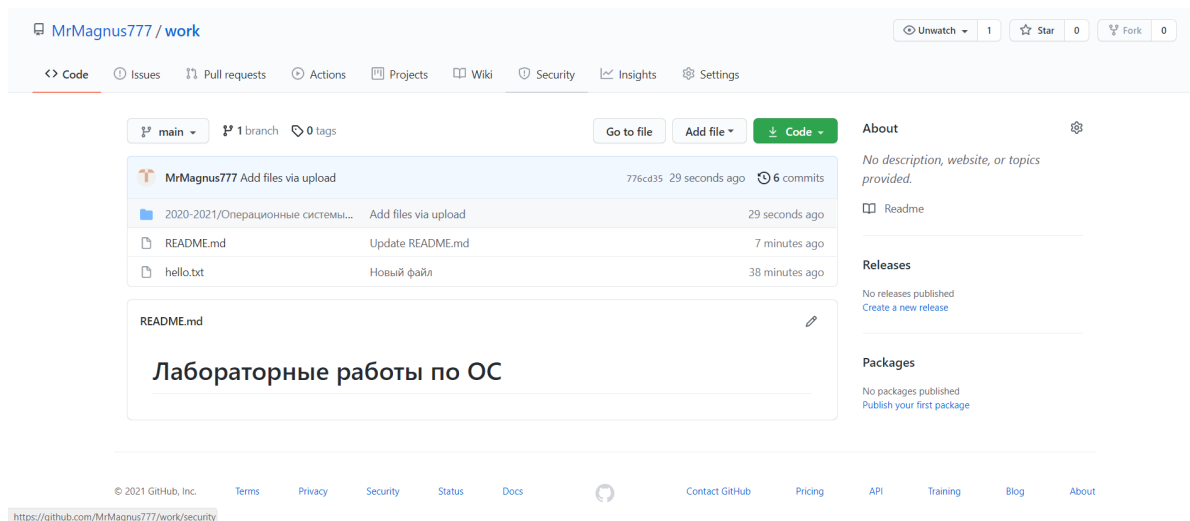 MrMagnus777 / work
Unwatch 1 Star 0 Fork 0
<> Code Issues Pull requests Actions Projects Wiki Security Insights Settings
main 1 branch 0 tags Go to file Add file Code
MrMagnus777 Add files via upload 776cd35 29 seconds ago 6 commits
2020-2021/Операционные системы... Add files via upload 29 seconds ago
README.md Update README.md 7 minutes ago
hello.txt Новый файл 38 minutes ago
README.md
Лабораторные работы по ОС
About
No description, website, or topics
provided.
Readme
Releases
No releases published
Create a new release
Packages
No packages published
Publish your first package
© 2021 GitHub, Inc. Terms Privacy Security Status Docs Contact GitHub Pricing API Training Blog About
https://github.com/MrMagnus777/work/security